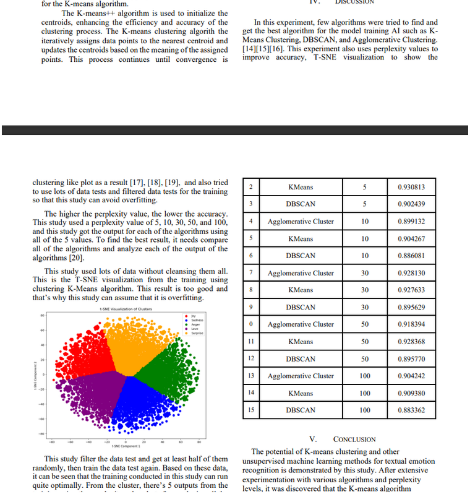 for the K-means algorithm.
The K-means++ algorithm is used to initialize the
centroids, enhancing the efficiency and accuracy of the
clustering process. The K-means clustering algorith the
iteratively assigns data points to the nearest centroid and
updates the centroids based on the meaning of the assigned
points. This process continues until convergence is
IV. DISCUSSION
In this experiment, few algorithms were tried to find and
get the best algorithm for the model training AI such as K-
Means Clustering, DBSCAN, and Agglomerative Clustering.
[14][15][16]. This experiment also uses perplexity values to
improve accuracy, T-SNE visualization to show the
clustering like plot as a result [17], [18], [19], and also tried
to use lots of data tests and filtered data tests for the training
so that this study can avoid overfitting.
The higher the perplexity value, the lower the accuracy.
This study used a perplexity value of 5, 10, 30, 50, and 100,
and this study got the output for each of the algorithms using
all of the 5 values. To find the best result, it needs compare
all of the algorithms and analyze each of the output of the
algorithms [20].
This study used lots of data without cleansing them all.
This is the T-SNE visualization from the training using
clustering K-Means algorithm. This result is too good and
that's why this study can assume that it is overfitting.
T-SNE Visualization of Clusters
This study filter the data test and get at least half of them
randomly, then train the data test again. Based on these data,
it can be seen that the training conducted in this study can run
quite optimally. From the cluster, there's 5 outputs from the
2 KMeans 5 0.930813
3 DBSCAN 5 0.902439
4 Agglomerative Cluster 10 0.899132
5 KMeans 10 0.904267
6 DBSCAN 10 0.886081
7 Agglomerative Cluster 30 0.928130
8 KMeans 30 0.927633
9 DBSCAN 30 0.895629
0 Agglomerative Cluster 50 0.918394
11 KMeans 50 0.928368
12 DBSCAN 50 0.895770
13 Agglomerative Cluster 100 0.904242
14 KMeans 100 0.909380
15 DBSCAN 100 0.883362
V. CONCLUSION
The potential of K-means clustering and other
unsupervised machine learning methods for textual emotion
recognition is demonstrated by this study. After extensive
experimentation with various algorithms and perplexity
levels, it was discovered that the K-means algorithm